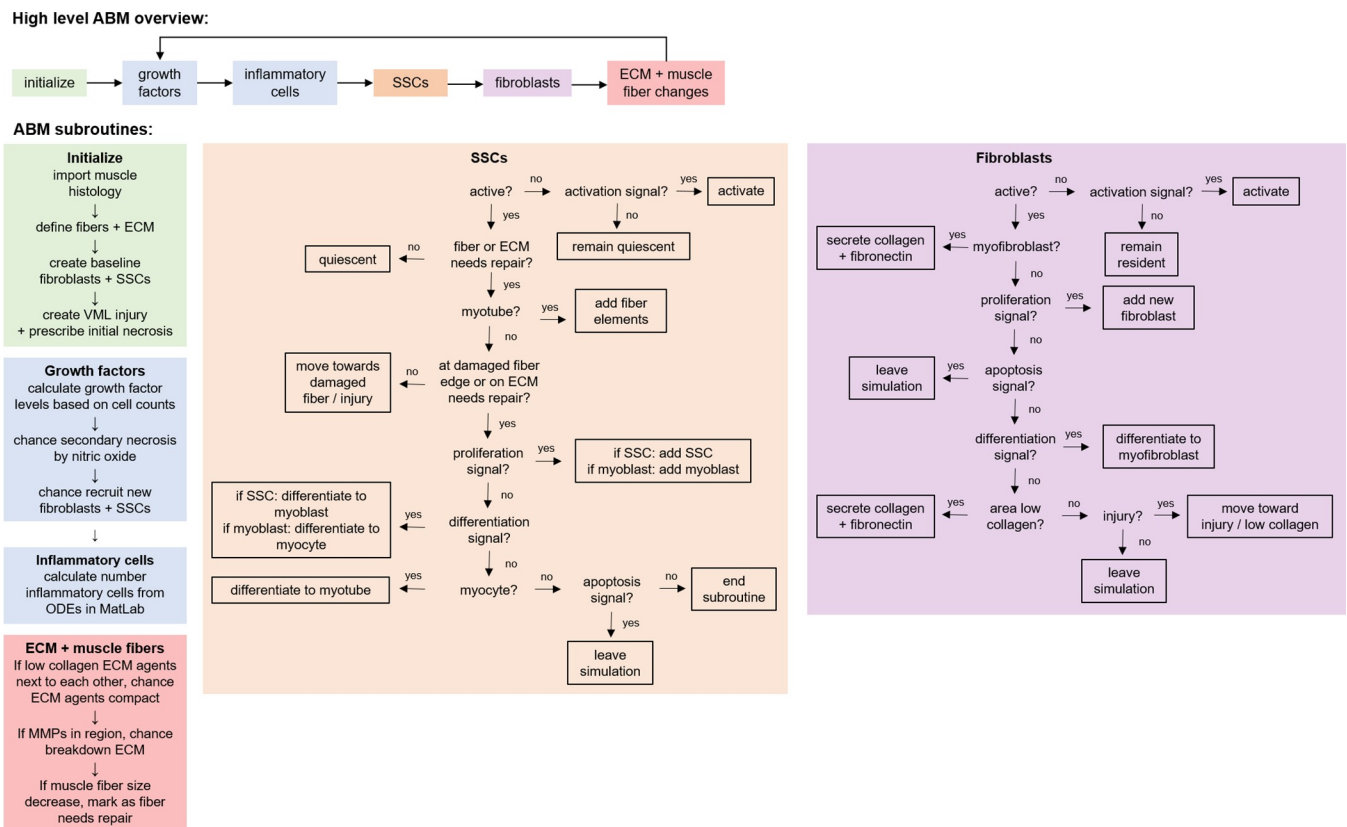 High level ABM overview:
initialize
growth
factors
inflammatory
cells
SSCs
fibroblasts
ECM + muscle
fiber changes
ABM subroutines:
Initialize
import muscle
histology
↓
define fibers + ECM
↓
create baseline
fibroblasts + SSCs
↓
create VML injury
+ prescribe initial necrosis
Growth factors
calculate growth factor
levels based on cell counts
↓
chance secondary necrosis
by nitric oxide
↓
chance recruit new
fibroblasts + SSCs
↓
Inflammatory cells
calculate number
inflammatory cells from
ODEs in MatLab
ECM + muscle fibers
If low collagen ECM agents
next to each other, chance
ECM agents compact
↓
If MMPs in region, chance
breakdown ECM
↓
If muscle fiber size
decrease, mark as fiber
needs repair
SSCs
active?
no
activation signal?
yes
activate
yes
no
remain quiescent
fiber or ECM
needs repair?
no
quiescent
yes
myotube?
yes
add fiber
elements
no
at damaged fiber
edge or on ECM
needs repair?
no
move towards
damaged
fiber / injury
yes
proliferation
signal?
yes
if SSC: add SSC
if myoblast: add myoblast
no
differentiation
signal?
yes
if SSC: differentiate to
myoblast
if myoblast: differentiate to
myocyte
no
myocyte?
yes
differentiate to myotube
no
apoptosis
signal?
no
end
subroutine
yes
leave
simulation
Fibroblasts
active?
no
activation signal?
yes
activate
yes
no
remain
resident
myofibroblast?
yes
secrete collagen
+ fibronectin
no
proliferation
signal?
yes
add new
fibroblast
no
apoptosis
signal?
yes
leave
simulation
no
differentiation
signal?
yes
differentiate to
myofibroblast
no
area low
collagen?
yes
secrete collagen
+ fibronectin
no
injury?
yes
move toward
injury / low collagen
no
leave
simulation